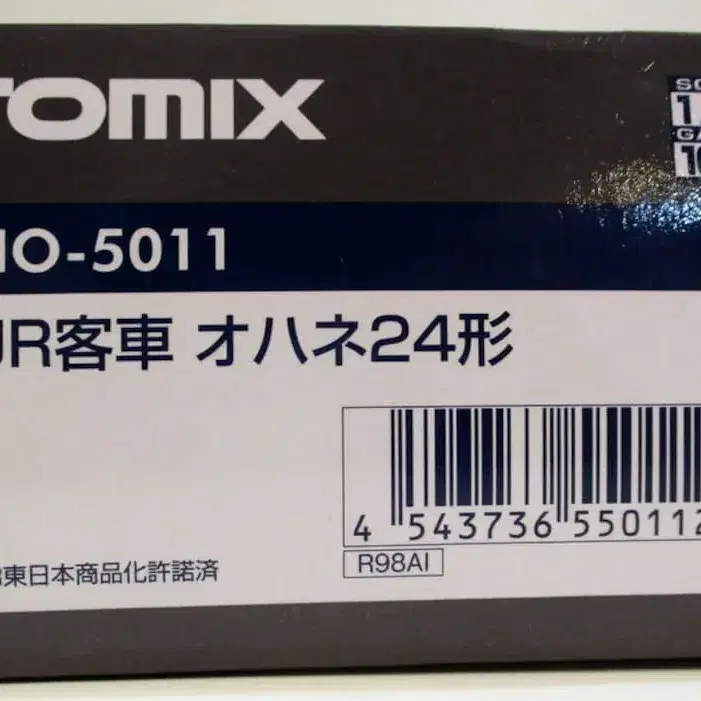 TOMIX
HO-5011
JR客車 オハネ24形
4 543736 550112
R98AI
東日本商品化許諾済